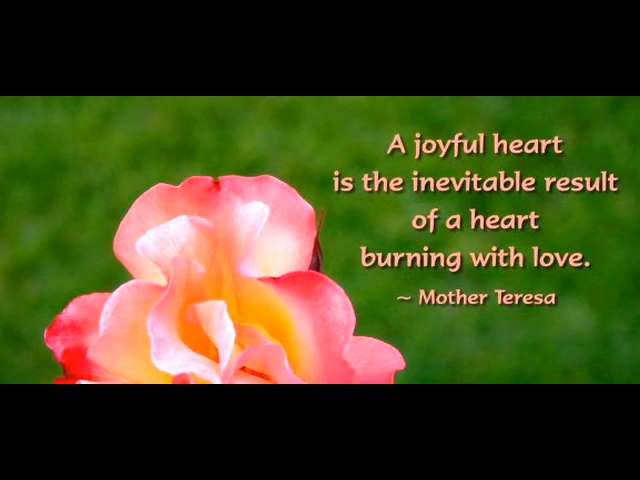 A joyful heart
is the inevitable result
of a heart
burning with love.
~ Mother Teresa